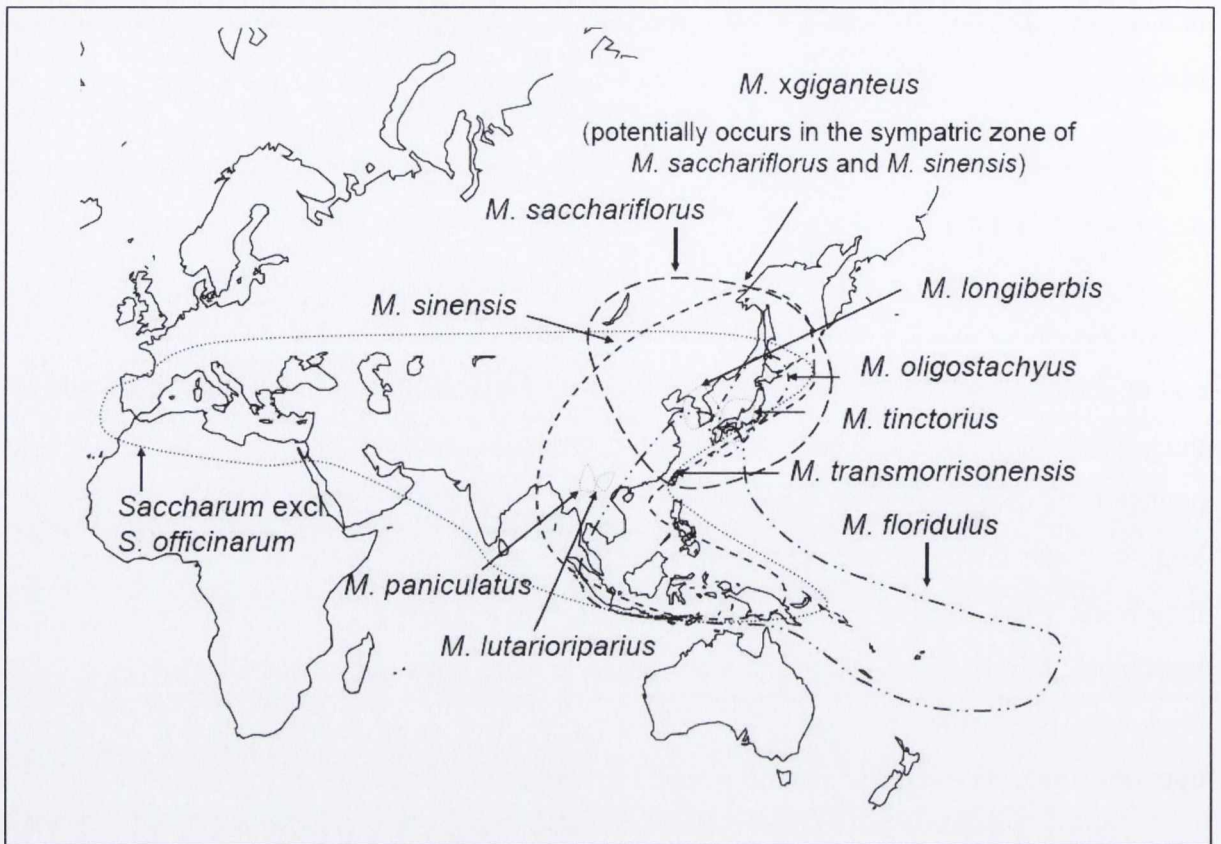 M. xgiganteus
(potentially occurs in the sympatric zone of
M. sacchariflorus and M. sinensis)
M. sacchariflorus
M. longiberbis
M. sinensis
M. oligostachyus
M. tinctorius
M. transmorrisonensis
Saccharum excl.
S. officinarum
M. floridulus
M. paniculatus
M. lutarioriparius